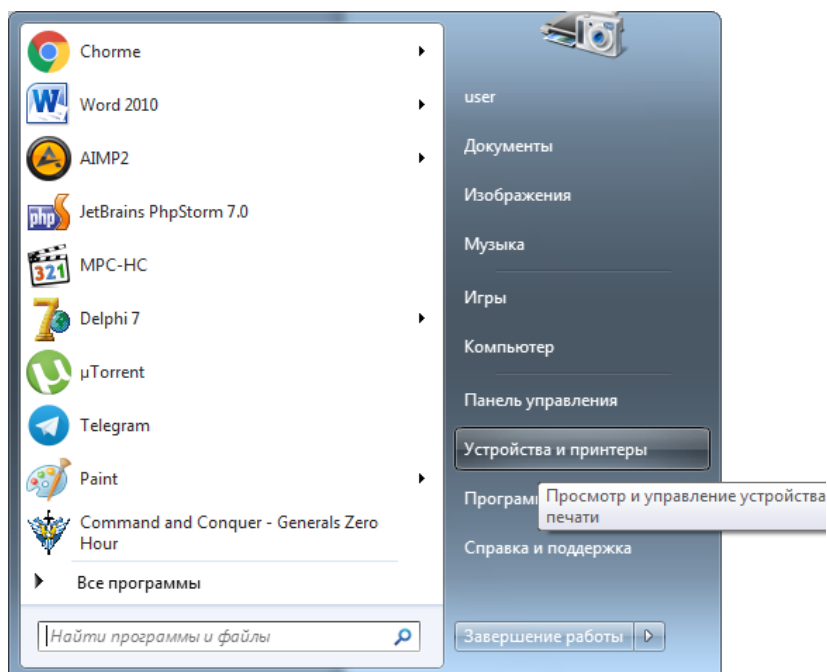 Chorme
Word 2010
AIMP2
php
JetBrains PhpStorm 7.0
321
MPC-HC
Delphi 7
µTorrent
Telegram
Paint
Command and Conquer - Generals Zero
Hour
Все программы
Найти программы и файлы
user
Документы
Изображения
Музыка
Игры
Компьютер
Панель управления
Устройства и принтеры
Просмотр и управление устройства
печати
Справка и поддержка
Завершение работы